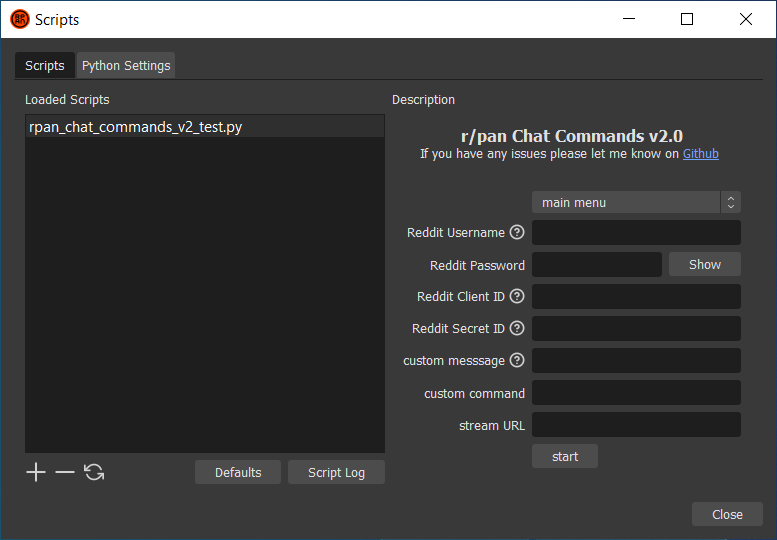 Scripts
Scripts
Python Settings
Loaded Scripts
rpan_chat_commands_v2_test.py
Defaults
Script Log
Description
r/pan Chat Commands v2.0
If you have any issues please let me know on Github
main menu
Reddit Username ?
Reddit Password
Show
Reddit Client ID ?
Reddit Secret ID ?
custom messsage ?
custom command
stream URL
start
Close